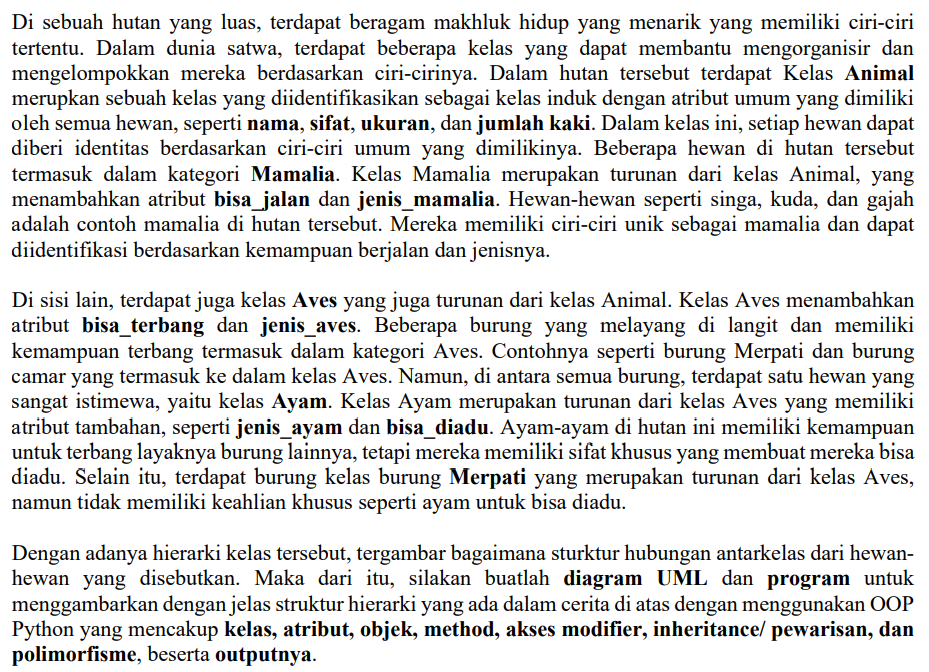 Di sebuah hutan yang luas, terdapat beragam makhluk hidup yang menarik yang memiliki ciri-ciri
tertentu. Dalam dunia satwa, terdapat beberapa kelas yang dapat membantu mengorganisir dan
mengelompokkan mereka berdasarkan ciri-cirinya. Dalam hutan tersebut terdapat Kelas Animal
merupkan sebuah kelas yang diidentifikasikan sebagai kelas induk dengan atribut umum yang dimiliki
oleh semua hewan, seperti nama, sifat, ukuran, dan jumlah kaki. Dalam kelas ini, setiap hewan dapat
diberi identitas berdasarkan ciri-ciri umum yang dimilikinya. Beberapa hewan di hutan tersebut
termasuk dalam kategori Mamalia. Kelas Mamalia merupakan turunan dari kelas Animal, yang
menambahkan atribut bisa_jalan dan jenis_mamalia. Hewan-hewan seperti singa, kuda, dan gajah
adalah contoh mamalia di hutan tersebut. Mereka memiliki ciri-ciri unik sebagai mamalia dan dapat
diidentifikasi berdasarkan kemampuan berjalan dan jenisnya.
Di sisi lain, terdapat juga kelas Aves yang juga turunan dari kelas Animal. Kelas Aves menambahkan
atribut bisa_terbang dan jenis_aves. Beberapa burung yang melayang di langit dan memiliki
kemampuan terbang termasuk dalam kategori Aves. Contohnya seperti burung Merpati dan burung
camar yang termasuk ke dalam kelas Aves. Namun, di antara semua burung, terdapat satu hewan yang
sangat istimewa, yaitu kelas Ayam. Kelas Ayam merupakan turunan dari kelas Aves yang memiliki
atribut tambahan, seperti jenis_ayam dan bisa_diadu. Ayam-ayam di hutan ini memiliki kemampuan
untuk terbang layaknya burung lainnya, tetapi mereka memiliki sifat khusus yang membuat mereka bisa
diadu. Selain itu, terdapat burung kelas burung Merpati yang merupakan turunan dari kelas Aves,
namun tidak memiliki keahlian khusus seperti ayam untuk bisa diadu.
Dengan adanya hierarki kelas tersebut, tergambar bagaimana sturktur hubungan antarkelas dari hewan-
hewan yang disebutkan. Maka dari itu, silakan buatlah diagram UML dan program untuk
menggambarkan dengan jelas struktur hierarki yang ada dalam cerita di atas dengan menggunakan OOP
Python yang mencakup kelas, atribut, objek, method, akses modifier, inheritance/ pewarisan, dan
polimorfisme, beserta outputnya.